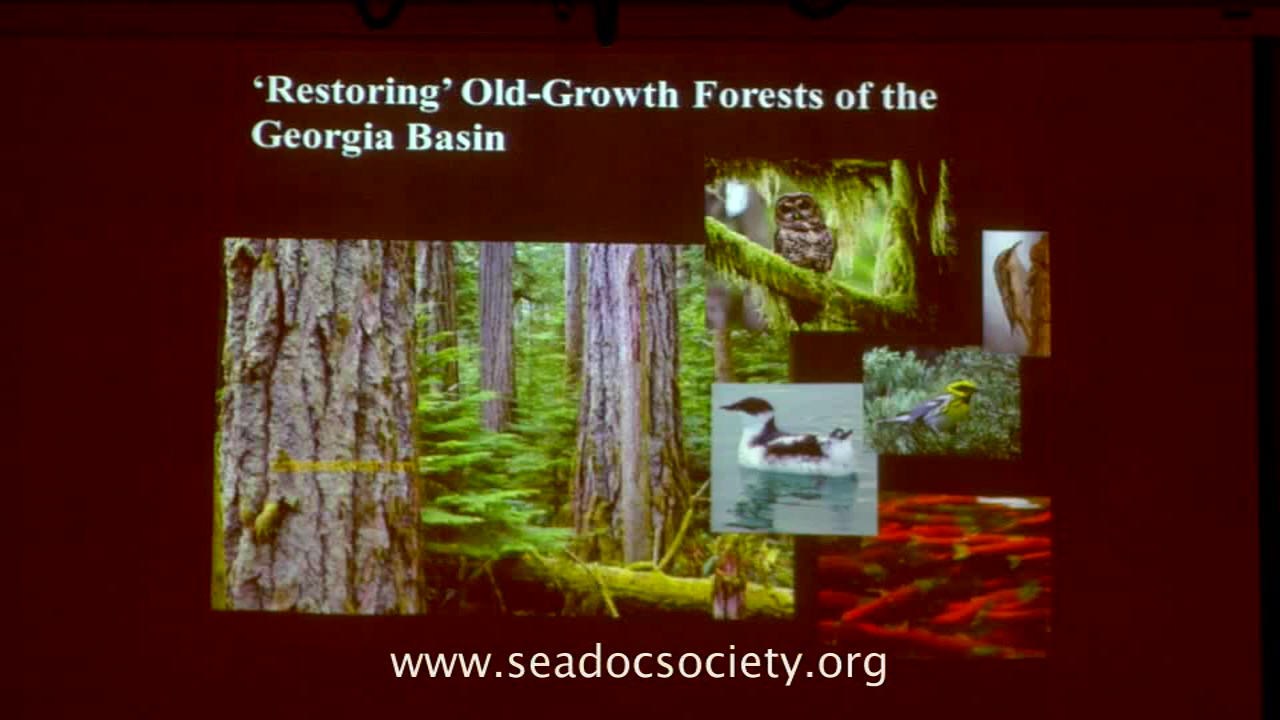 ‘Restoring’ Old-Growth Forests of the
Georgia Basin
www.seadocsociety.org